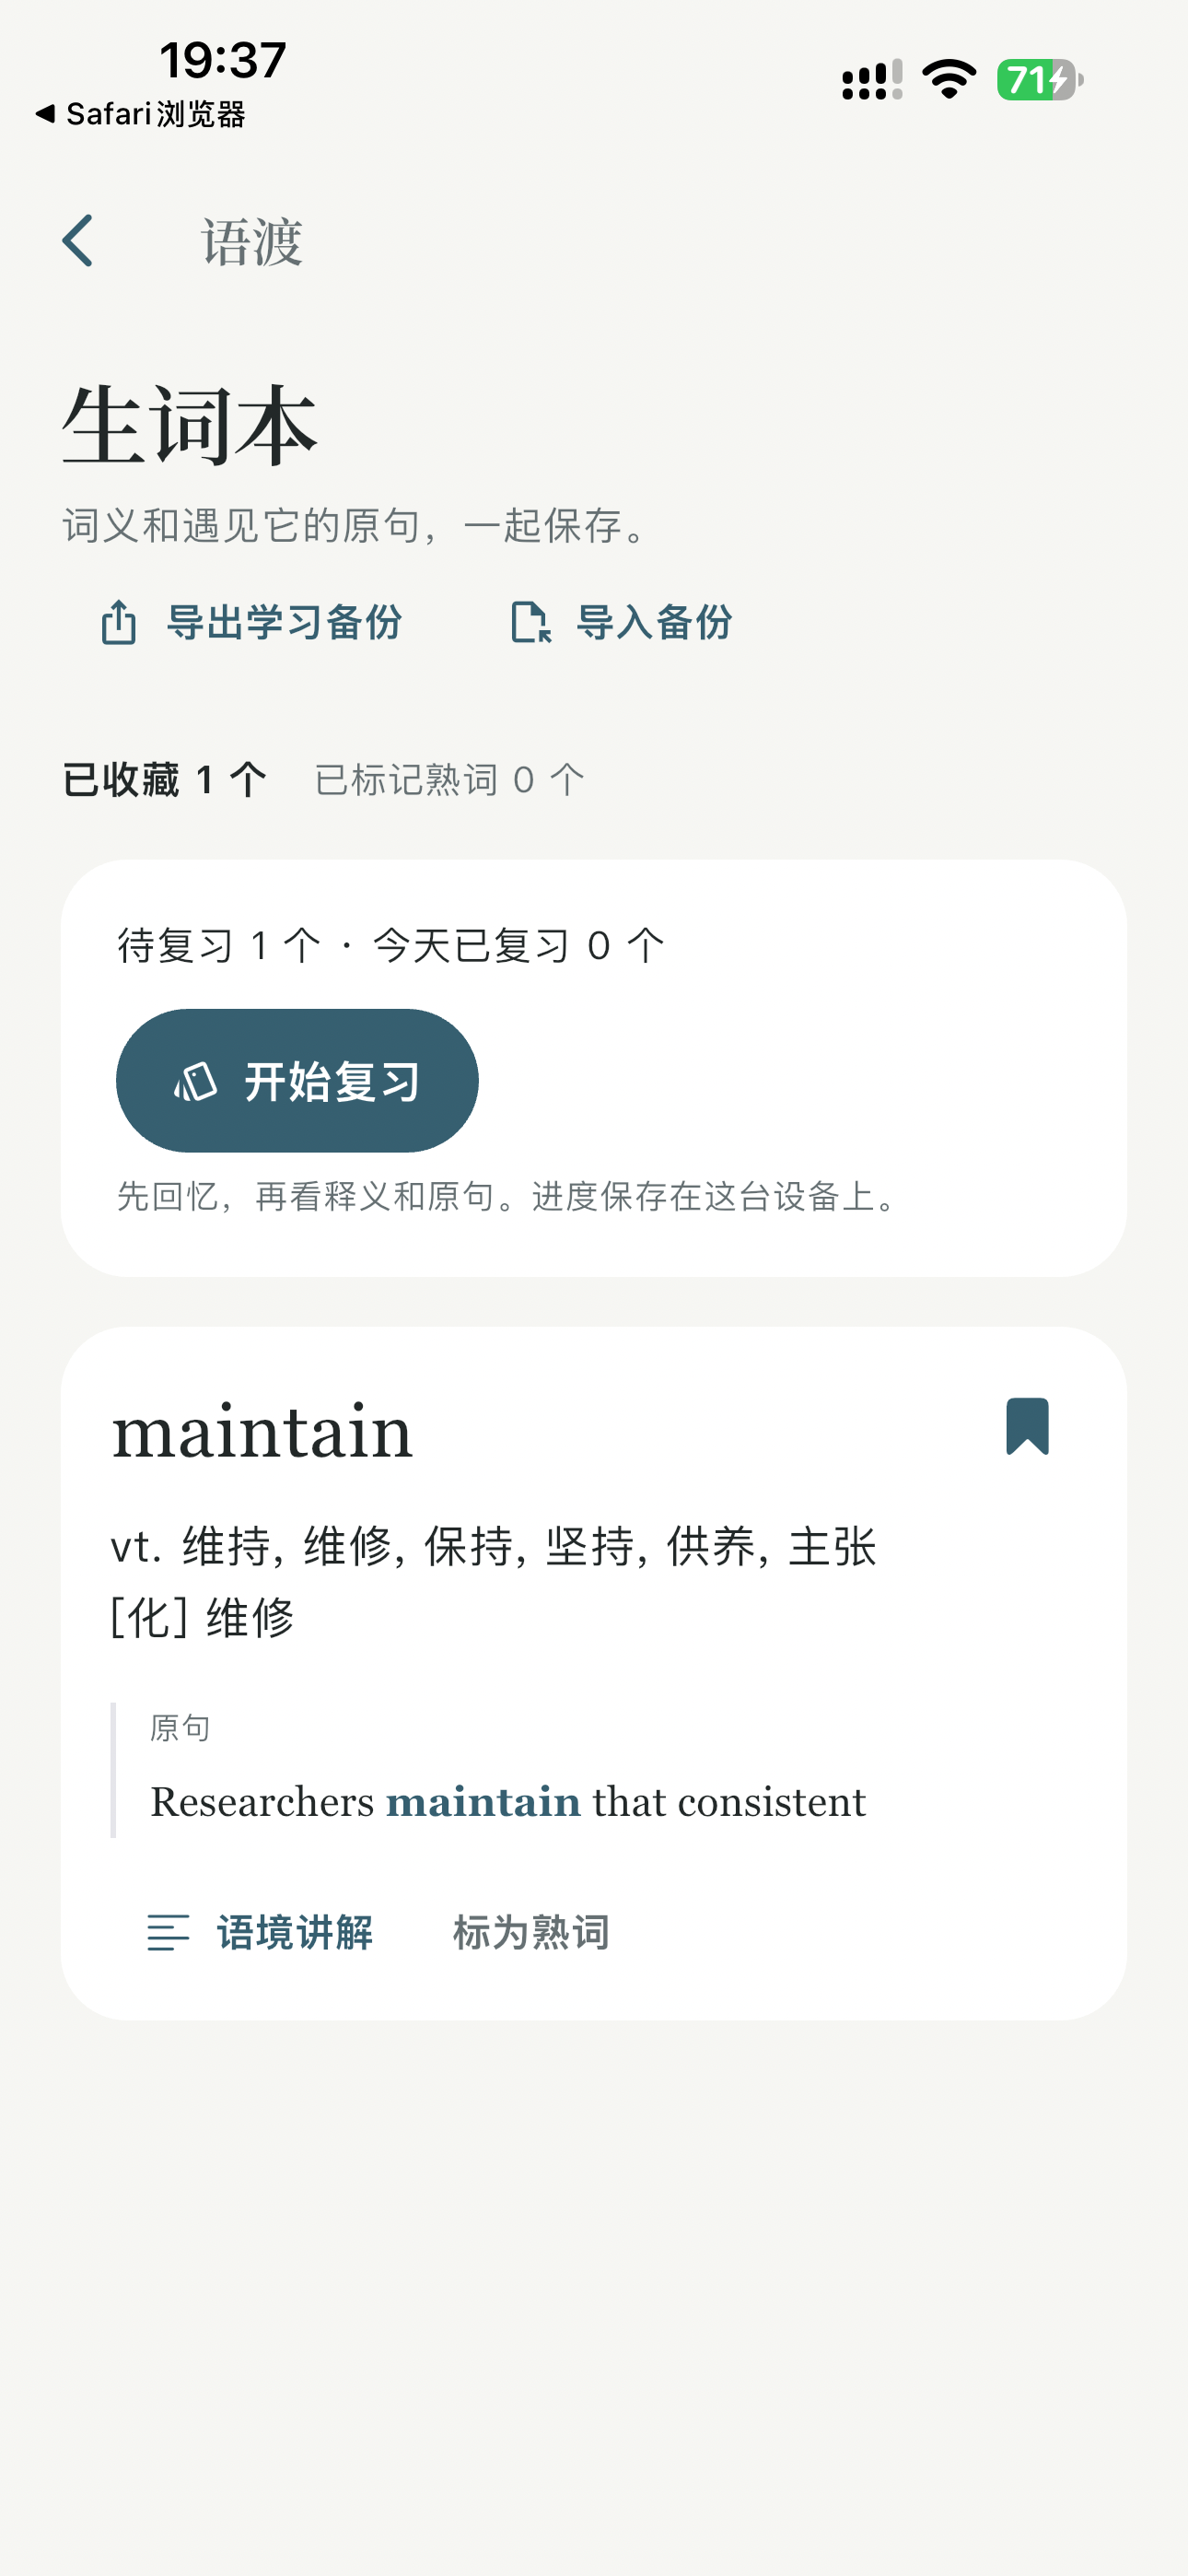 19:37
71
Safari浏览器
语渡
生词本
词义和遇见它的原句，一起保存。
导出学习备份 导入备份
已收藏 1 个 已标记熟词 0 个
待复习 1 个 · 今天已复习 0 个
开始复习
先回忆，再看释义和原句。进度保存在这台设备上。
maintain
vt. 维持, 维修, 保持, 坚持, 供养, 主张
[化] 维修
原句
Researchers maintain that consistent
语境讲解 标为熟词